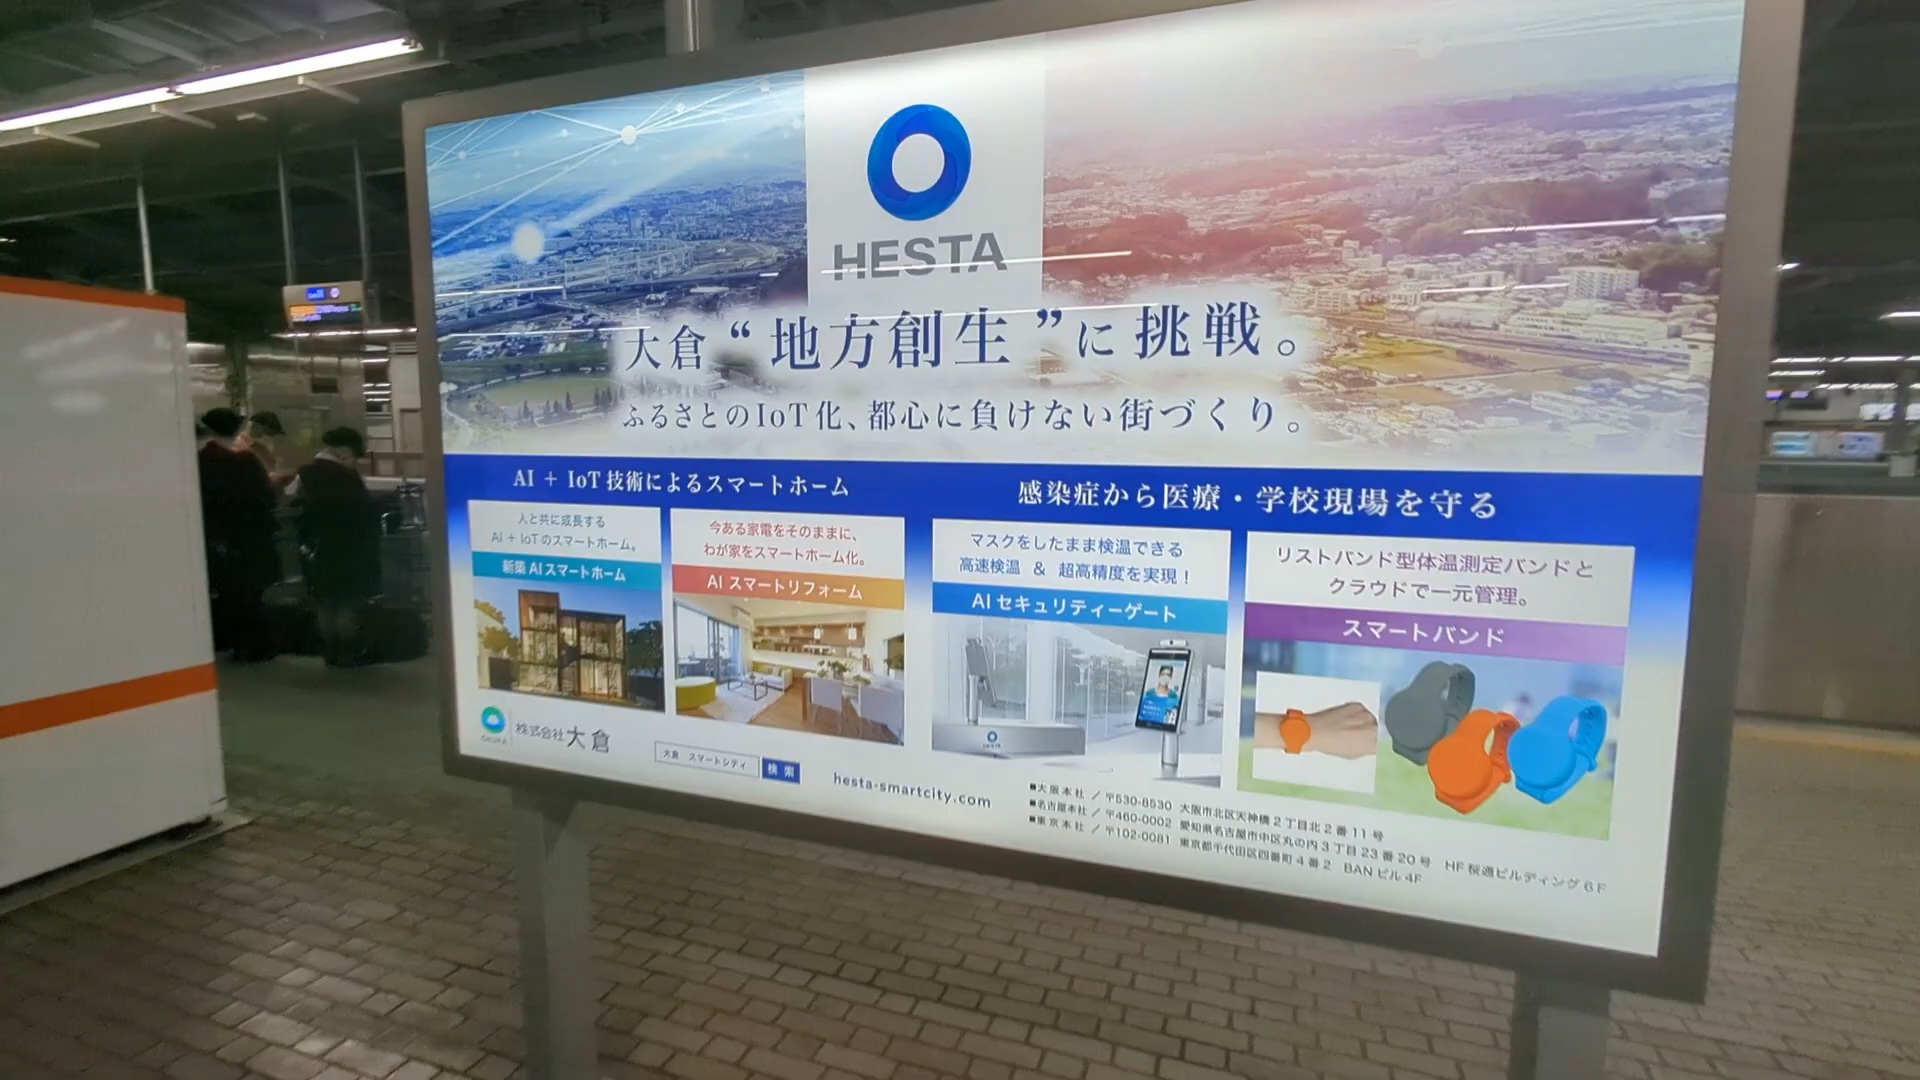 HESTA
大倉“地方創生”に挑戦。
ふるさとのIoT化、都心に負けない街づくり。
AI + IoT技術によるスマートホーム
人と共に成長する
AI + IoTのスマートホーム。
新築AIスマートホーム
今ある家電をそのままに、
わが家をスマートホーム化。
AIスマートリフォーム
感染症から医療・学校現場を守る
マスクをしたまま検温できる
高速検温 & 超高精度を実現！
AIセキュリティーゲート
HESTA
リストバンド型体温測定バンドと
クラウドで一元管理。
スマートバンド
株式会社大倉
大倉 スマートシティ 検索
hesta-smartcity.com
■大阪本社 ／ 〒530-8530 大阪市北区天神橋2丁目北2番11号
■名古屋本社 ／ 〒460-0002 愛知県名古屋市中区丸の内3丁目23番20号 HF桜通ビルディング6F
■東京本社 ／ 〒102-0081 東京都千代田区四番町4番2 BANビル4F